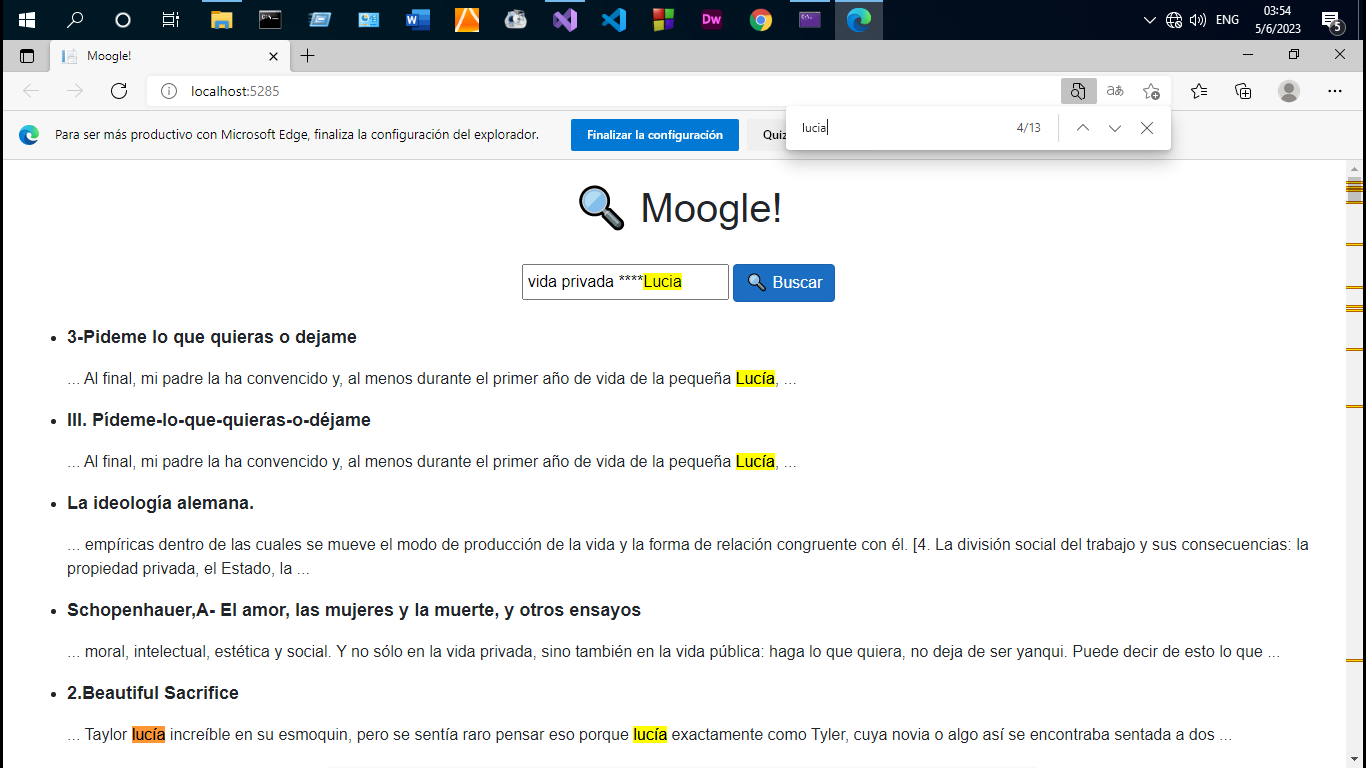 Dw
ENG
03:54
5/6/2023
5
Moogle!
localhost:5285
aあ
Para ser más productivo con Microsoft Edge, finaliza la configuración del explorador.
Finalizar la configuración
Quiz
lucia
4/13
Moogle!
vida privada ****Lucia
Buscar
3-Pideme lo que quieras o dejame
... Al final, mi padre la ha convencido y, al menos durante el primer año de vida de la pequeña Lucía, ...
III. Pídeme-lo-que-quieras-o-déjame
... Al final, mi padre la ha convencido y, al menos durante el primer año de vida de la pequeña Lucía, ...
La ideología alemana.
... empíricas dentro de las cuales se mueve el modo de producción de la vida y la forma de relación congruente con él. [4. La división social del trabajo y sus consecuencias: la
propiedad privada, el Estado, la ...
Schopenhauer,A- El amor, las mujeres y la muerte, y otros ensayos
... moral, intelectual, estética y social. Y no sólo en la vida privada, sino también en la vida pública: haga lo que quiera, no deja de ser yanqui. Puede decir de esto lo que ...
2.Beautiful Sacrifice
... Taylor lucía increíble en su esmoquin, pero se sentía raro pensar eso porque lucía exactamente como Tyler, cuya novia o algo así se encontraba sentada a dos ...